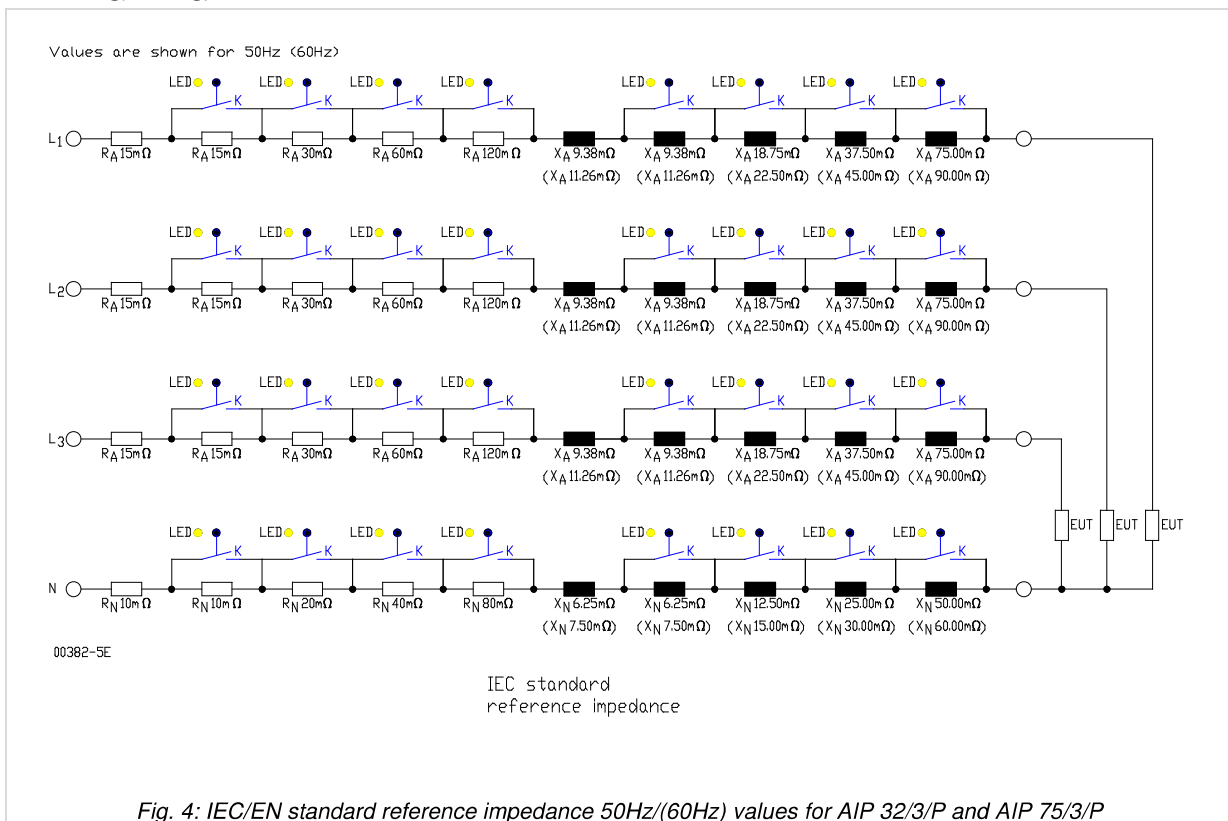 Values are shown for 50Hz (60Hz)
LED K LED K LED K LED K LED K LED K LED K LED K
L1
RA 15mΩ RA 15mΩ RA 30mΩ RA 60mΩ RA 120mΩ XA 9.38mΩ XA 9.38mΩ XA 18.75mΩ XA 37.50mΩ XA 75.00mΩ
(XA 11.26mΩ) (XA 11.26mΩ) (XA 22.50mΩ) (XA 45.00mΩ) (XA 90.00mΩ)
LED K LED K LED K LED K LED K LED K LED K LED K
L2
RA 15mΩ RA 15mΩ RA 30mΩ RA 60mΩ RA 120mΩ XA 9.38mΩ XA 9.38mΩ XA 18.75mΩ XA 37.50mΩ XA 75.00mΩ
(XA 11.26mΩ) (XA 11.26mΩ) (XA 22.50mΩ) (XA 45.00mΩ) (XA 90.00mΩ)
LED K LED K LED K LED K LED K LED K LED K LED K
L3
RA 15mΩ RA 15mΩ RA 30mΩ RA 60mΩ RA 120mΩ XA 9.38mΩ XA 9.38mΩ XA 18.75mΩ XA 37.50mΩ XA 75.00mΩ
(XA 11.26mΩ) (XA 11.26mΩ) (XA 22.50mΩ) (XA 45.00mΩ) (XA 90.00mΩ)
EUT EUT EUT
LED K LED K LED K LED K LED K LED K LED K LED K
N
RN 10mΩ RN 10mΩ RN 20mΩ RN 40mΩ RN 80mΩ XN 6.25mΩ XN 6.25mΩ XN 12.50mΩ XN 25.00mΩ XN 50.00mΩ
(XN 7.50mΩ) (XN 7.50mΩ) (XN 15.00mΩ) (XN 30.00mΩ) (XN 60.00mΩ)
00382-5E
IEC standard
reference impedance
Fig. 4: IEC/EN standard reference impedance 50Hz/(60Hz) values for AIP 32/3/P and AIP 75/3/P